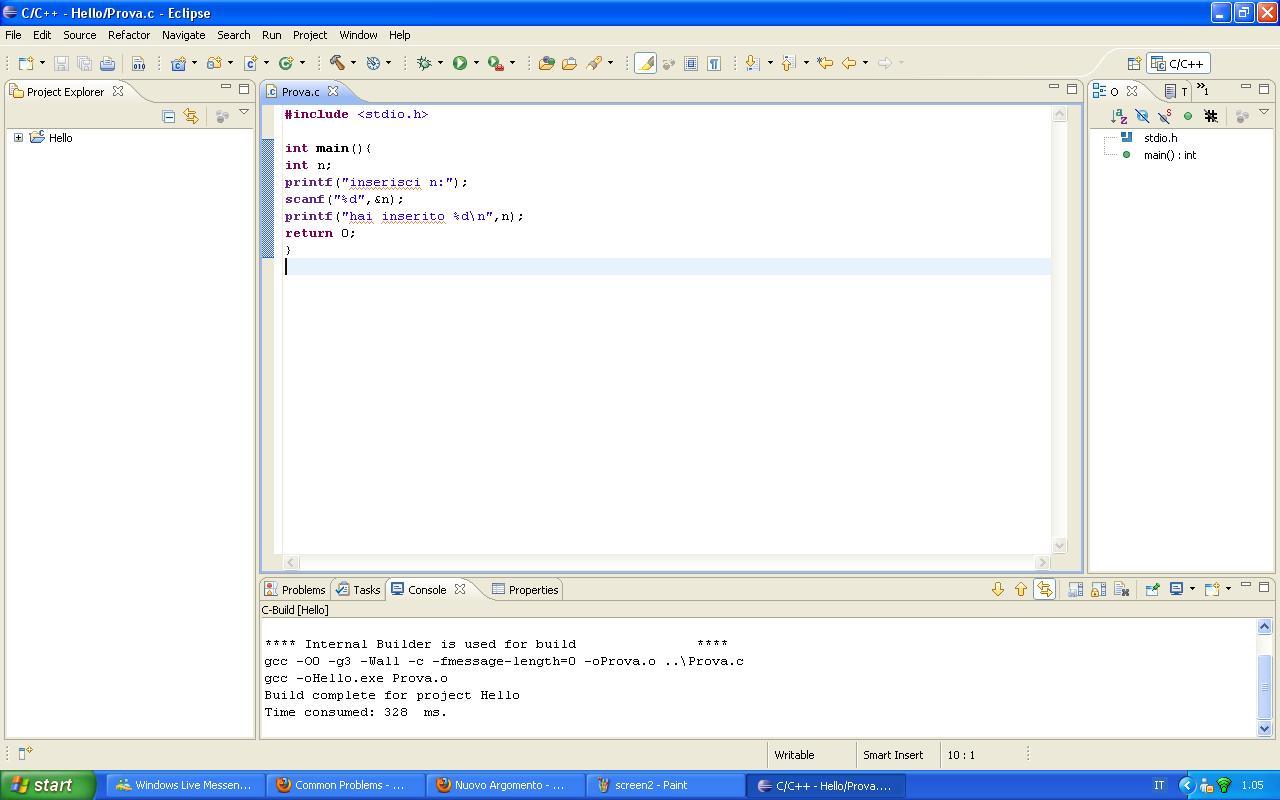 C/C++ - Hello/Prova.c - Eclipse
File Edit Source Refactor Navigate Search Run Project Window Help
010
C/C++
Project Explorer
Hello
Prova.c
#include <stdio.h>
int main(){
int n;
printf("inserisci n:");
scanf("%d",&n);
printf("hai inserito %d\n",n);
return 0;
}
O T »1
stdio.h
main() : int
Problems Tasks Console Properties
C-Build [Hello]
**** Internal Builder is used for build ****
gcc -O0 -g3 -Wall -c -fmessage-length=0 -oProva.o ..\Prova.c
gcc -oHello.exe Prova.o
Build complete for project Hello
Time consumed: 328 ms.
Writable Smart Insert 10 : 1
start Windows Live Messen... Common Problems - ... Nuovo Argomento - ... screen2 - Paint C/C++ - Hello/Prova.... IT 1.05